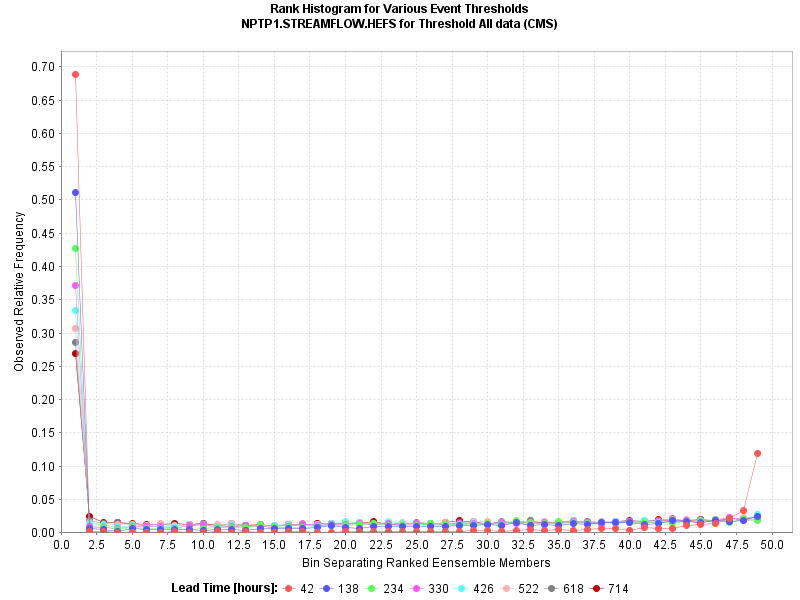 Rank Histogram for Various Event Thresholds
NPTP1.STREAMFLOW.HEFS for Threshold All data (CMS)
Observed Relative Frequency
0.70
0.65
0.60
0.55
0.50
0.45
0.40
0.35
0.30
0.25
0.20
0.15
0.10
0.05
0.00
0.0 2.5 5.0 7.5 10.0 12.5 15.0 17.5 20.0 22.5 25.0 27.5 30.0 32.5 35.0 37.5 40.0 42.5 45.0 47.5 50.0
Bin Separating Ranked Eensemble Members
Lead Time [hours]: 42 138 234 330 426 522 618 714